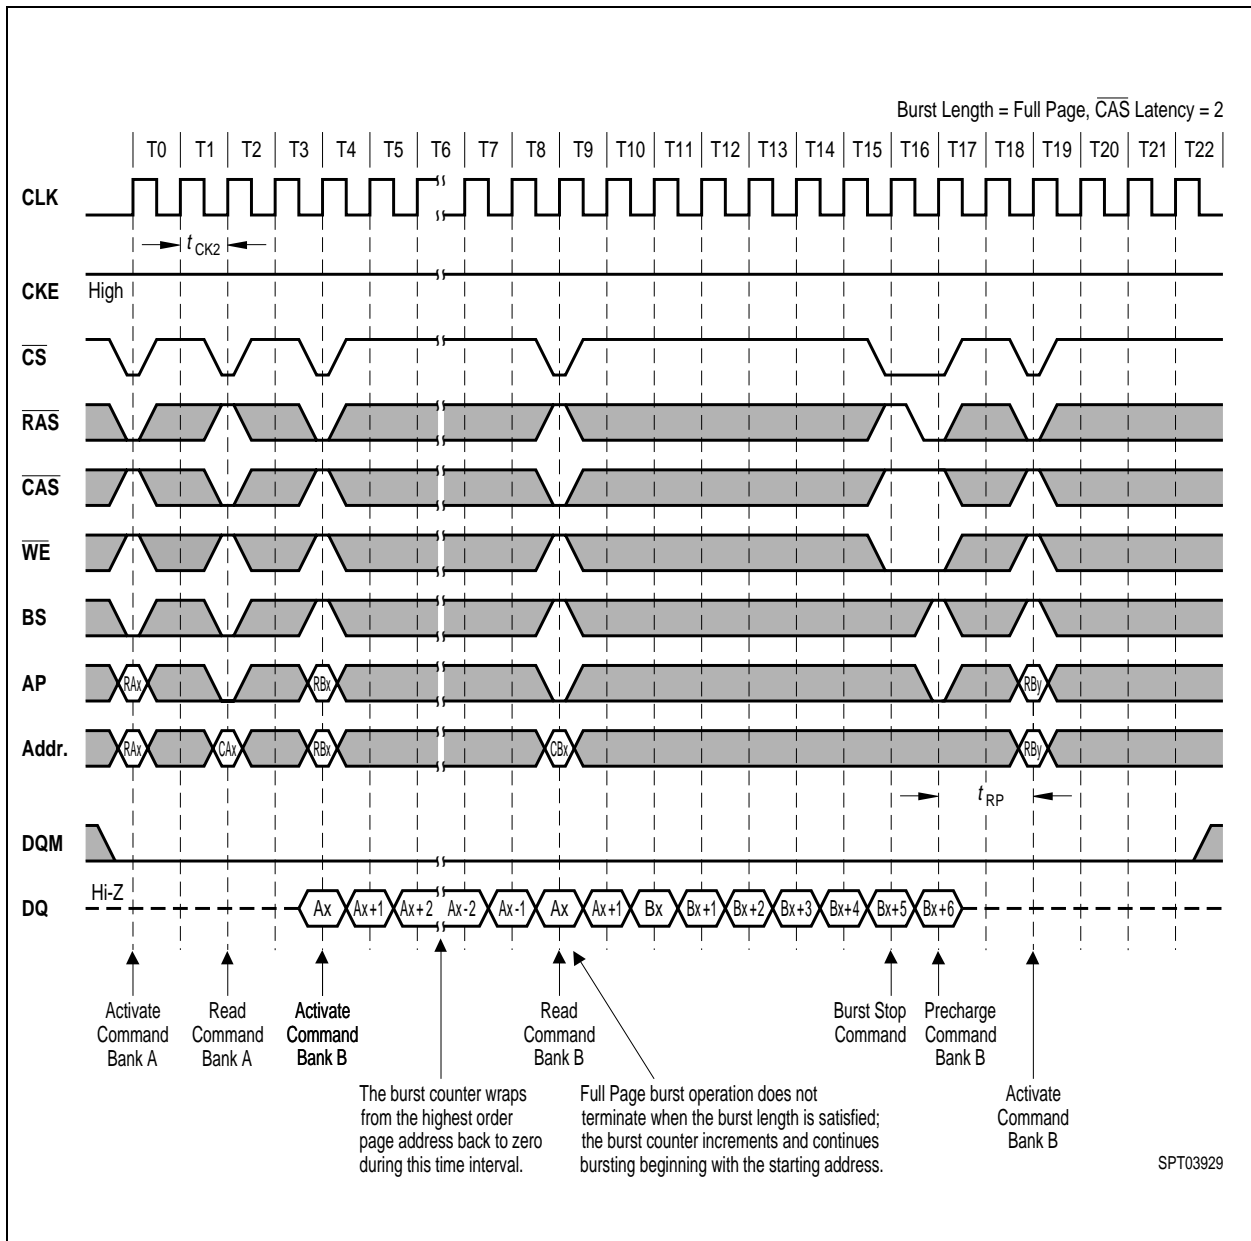 Burst Length = Full Page, CAS Latency = 2
T0 T1 T2 T3 T4 T5 T6 T7 T8 T9 T10 T11 T12 T13 T14 T15 T16 T17 T18 T19 T20 T21 T22
CLK
tCK2
CKE High
CS
RAS
CAS
WE
BS
AP RAx RBx RBy
Addr. RAx CAx RBx CBx RBy
tRP
DQM
Hi-Z
DQ Ax Ax+1 Ax+2 Ax-2 Ax-1 Ax Ax+1 Bx Bx+1 Bx+2 Bx+3 Bx+4 Bx+5 Bx+6
Activate
Command
Bank A
Read
Command
Bank A
Activate
Command
Bank B
Read
Command
Bank B
Burst Stop
Command
Precharge
Command
Bank B
The burst counter wraps
from the highest order
page address back to zero
during this time interval.
Full Page burst operation does not
terminate when the burst length is satisfied;
the burst counter increments and continues
bursting beginning with the starting address.
Activate
Command
Bank B
SPT03929